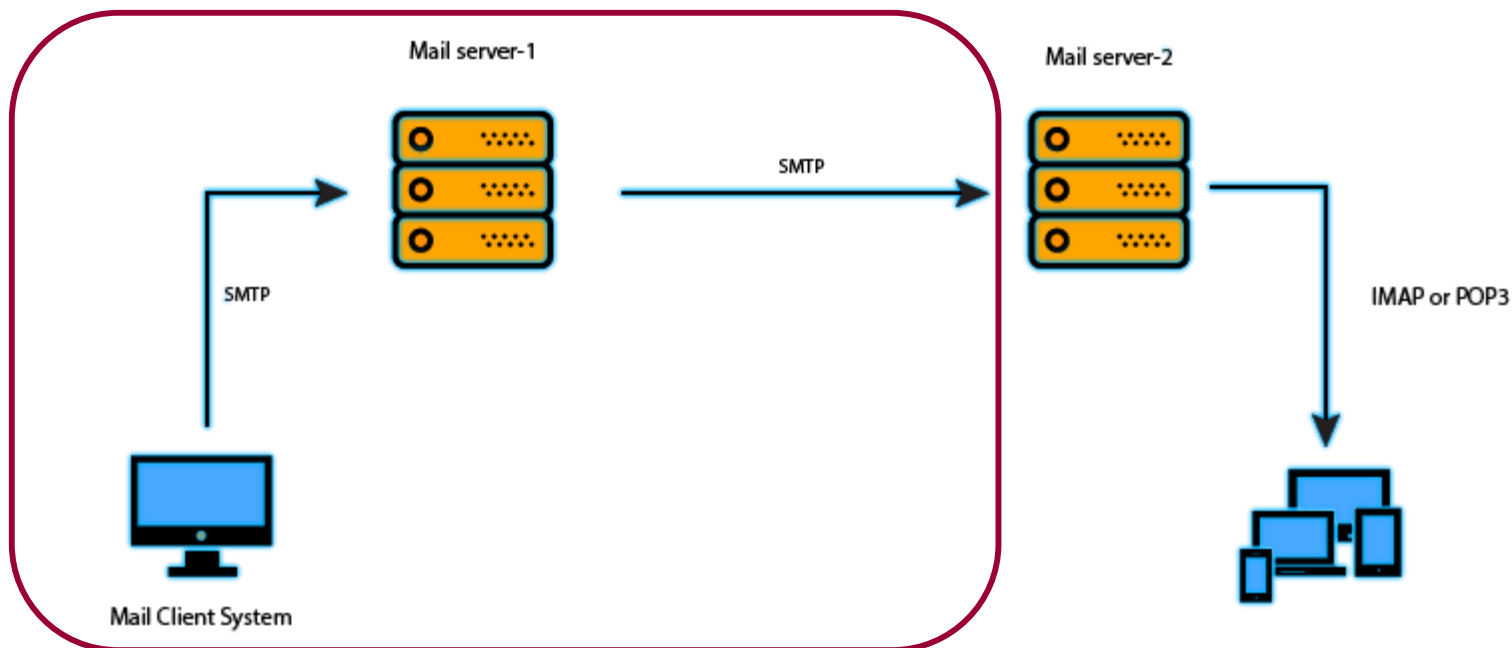 Mail server-1
Mail server-2
SMTP
SMTP
IMAP or POP3
Mail Client System